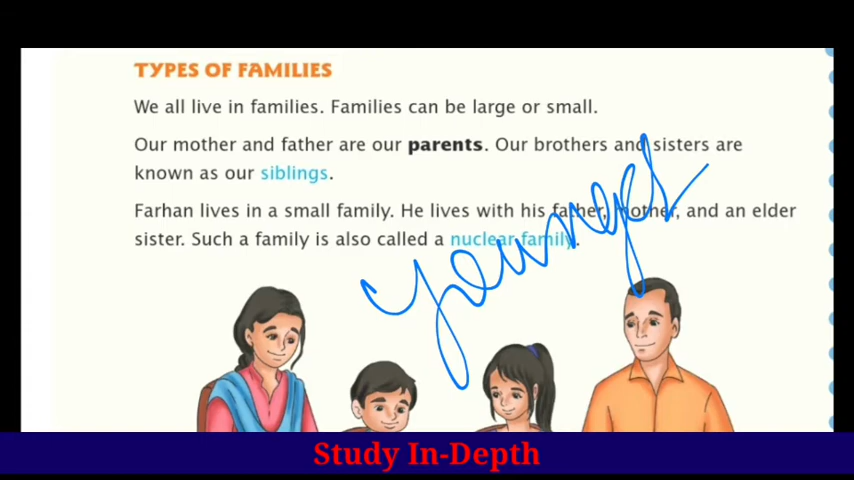 TYPES OF FAMILIES
We all live in families. Families can be large or small.
Our mother and father are our parents. Our brothers and sisters are
known as our siblings.
Farhan lives in a small family. He lives with his father, mother, and an elder
sister. Such a family is also called a nuclear family.
Study In-Depth